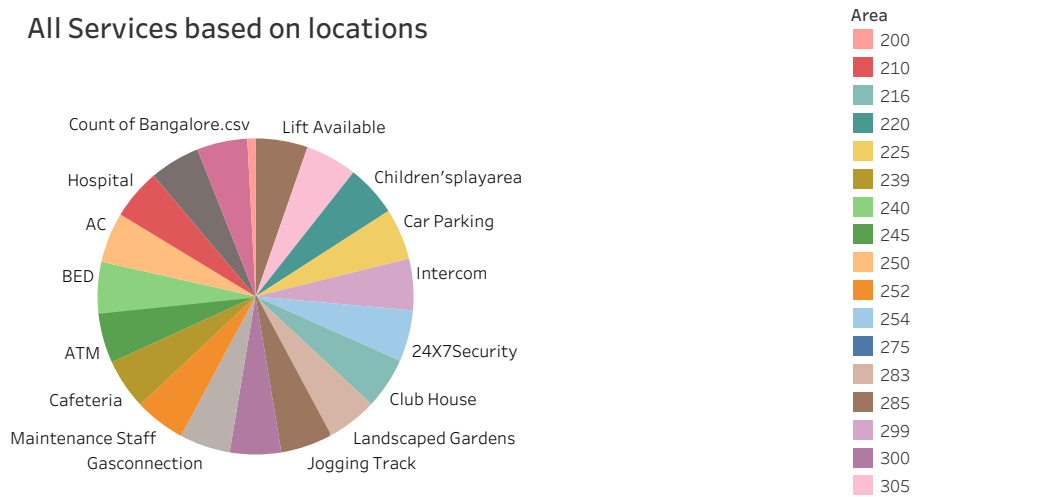 All Services based on locations
Count of Bangalore.csv
Lift Available
Hospital
Children'splayarea
AC
Car Parking
BED
Intercom
ATM
24X7Security
Cafeteria
Club House
Maintenance Staff
Landscaped Gardens
Gasconnection
Jogging Track
Area
200
210
216
220
225
239
240
245
250
252
254
275
283
285
299
300
305